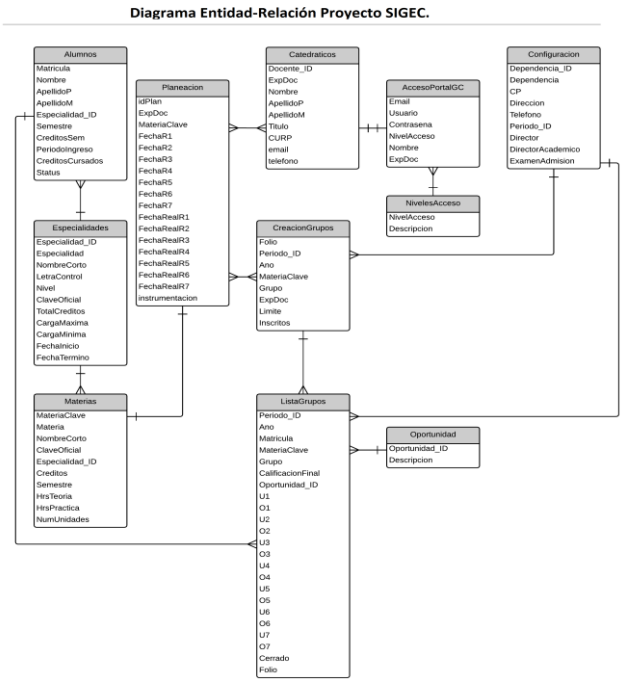 Diagrama Entidad-Relación Proyecto SIGEC.
Alumnos
Matricula
Nombre
ApellidoP
ApellidoM
Especialidad_ID
Semestre
CreditosSem
PeriodoIngreso
CreditosCursados
Status
Especialidades
Especialidad_ID
Especialidad
NombreCorto
LetraControl
Nivel
ClaveOficial
TotalCreditos
CargaMaxima
CargaMinima
FechaInicio
FechaTermino
Materias
MateriaClave
Materia
NombreCorto
ClaveOficial
Especialidad_ID
Creditos
Semestre
HrsTeoria
HrsPractica
NumUnidades
Planeacion
idPlan
ExpDoc
MateriaClave
FechaR1
FechaR2
FechaR3
FechaR4
FechaR5
FechaR6
FechaR7
FechaRealR1
FechaRealR2
FechaRealR3
FechaRealR4
FechaRealR5
FechaRealR6
FechaRealR7
instrumentacion
Catedraticos
Docente_ID
ExpDoc
Nombre
ApellidoP
ApellidoM
Titulo
CURP
email
telefono
CreacionGrupos
Folio
Periodo_ID
Ano
MateriaClave
Grupo
ExpDoc
Limite
Inscritos
ListaGrupos
Periodo_ID
Ano
Matricula
MateriaClave
Grupo
CalificacionFinal
Oportunidad_ID
U1
O1
U2
O2
U3
O3
U4
O4
U5
O5
U6
O6
U7
O7
Cerrado
Folio
AccesoPortalGC
Email
Usuario
Contrasena
NivelAcceso
Nombre
ExpDoc
NivelesAcceso
NivelAcceso
Descripcion
Oportunidad
Oportunidad_ID
Descripcion
Configuracion
Dependencia_ID
Dependencia
CP
Direccion
Telefono
Periodo_ID
Director
DirectorAcademico
ExamenAdmision